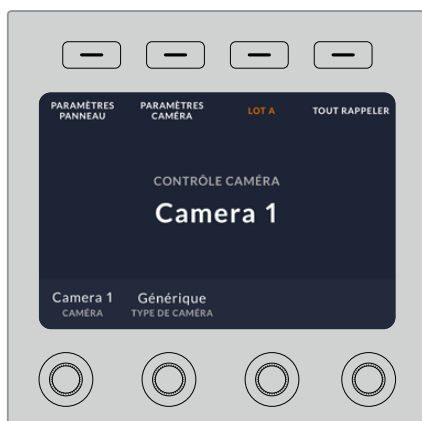 PARAMÈTRES PANNEAU
PARAMÈTRES CAMÉRA
LOT A
TOUT RAPPELER
CONTRÔLE CAMÉRA
Camera 1
Camera 1
CAMÉRA
Générique
TYPE DE CAMÉRA